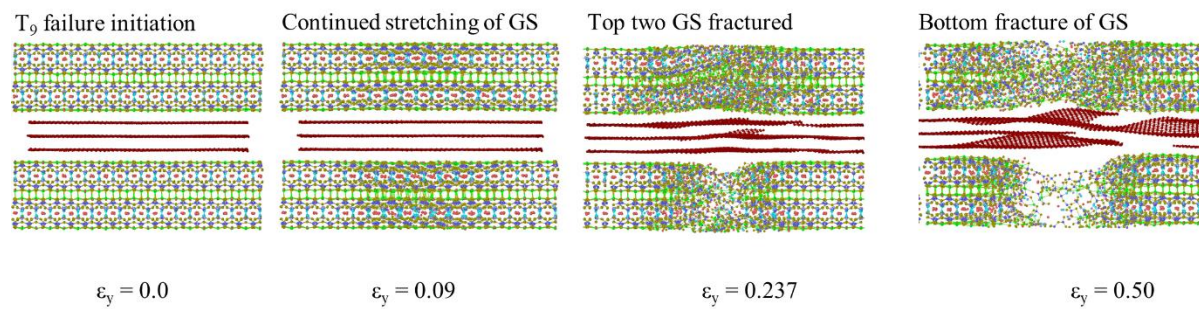 T₉ failure initiation
Continued stretching of GS
Top two GS fractured
Bottom fracture of GS
εy = 0.0
εy = 0.09
εy = 0.237
εy = 0.50